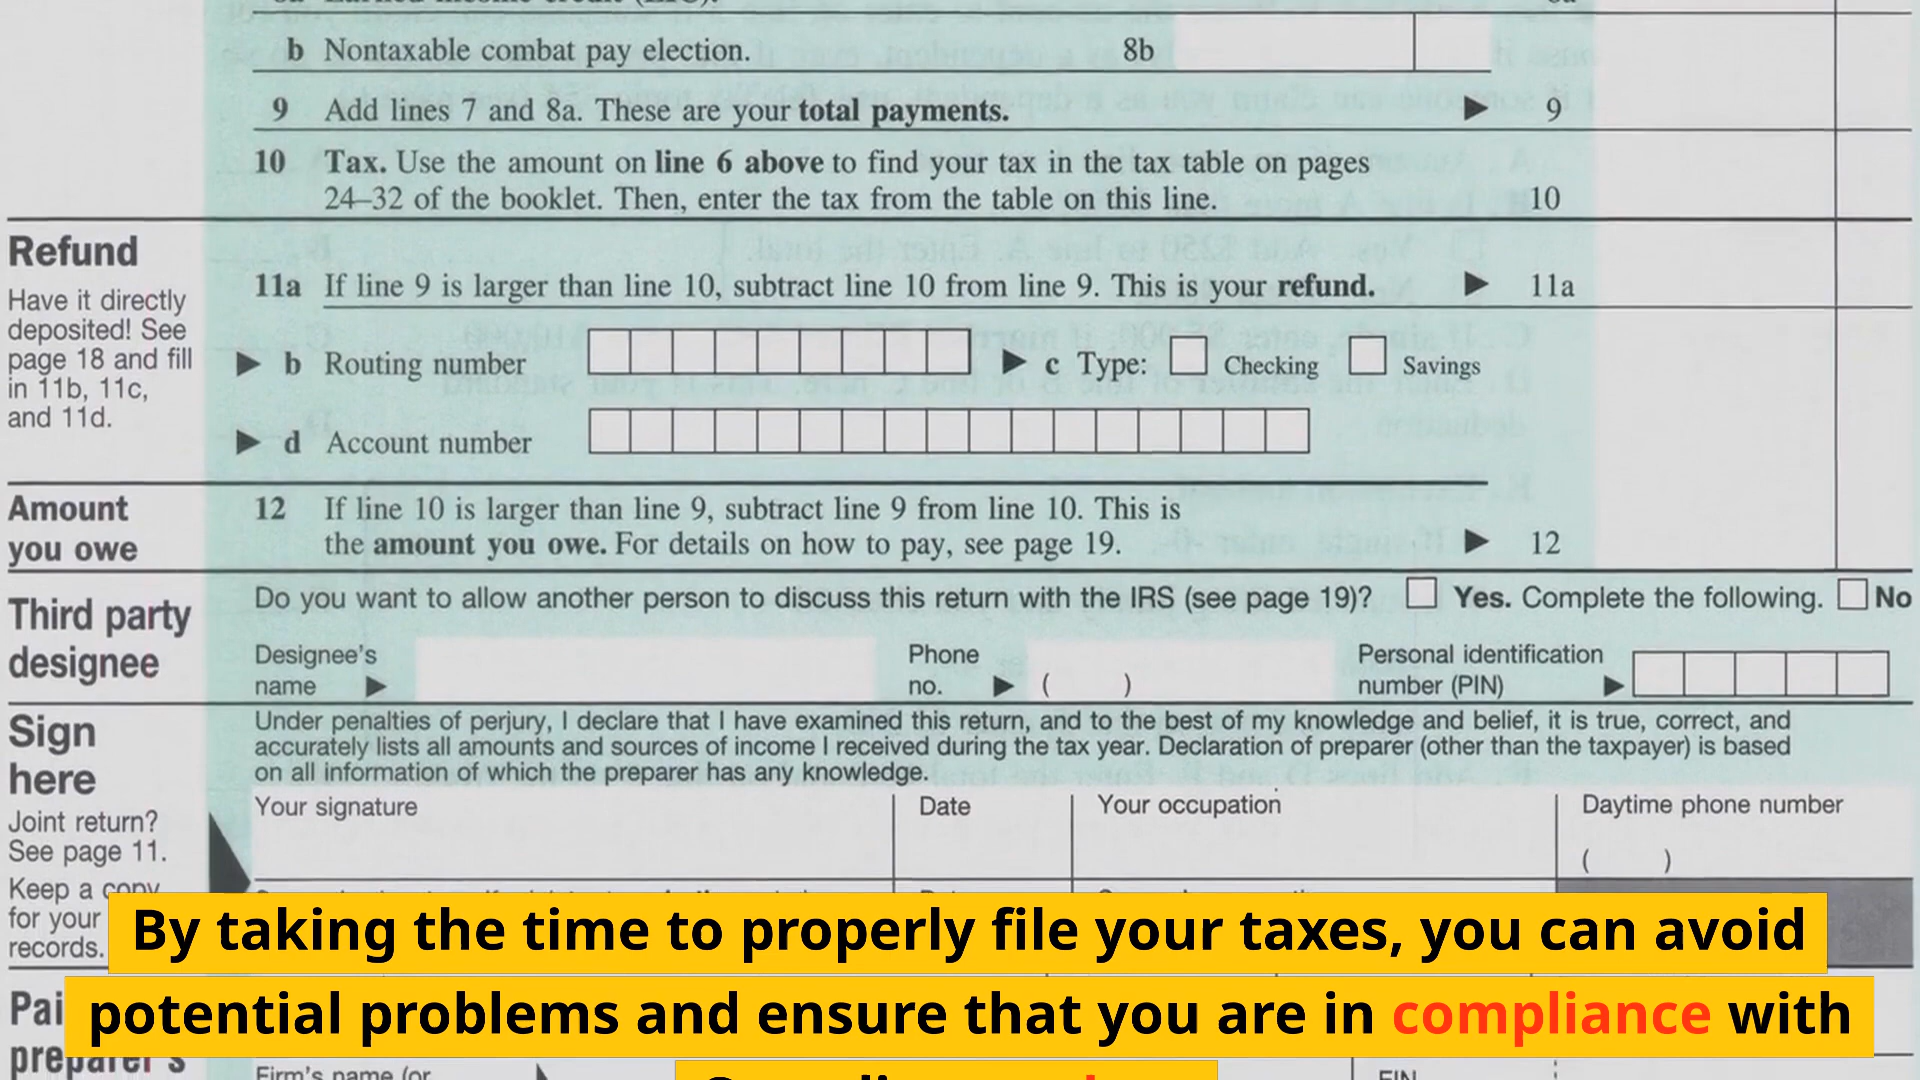 b Nontaxable combat pay election. 8b
9 Add lines 7 and 8a. These are your total payments. ▶ 9
10 Tax. Use the amount on line 6 above to find your tax in the tax table on pages
24–32 of the booklet. Then, enter the tax from the table on this line. 10
Refund
Have it directly
deposited! See
page 18 and fill
in 11b, 11c,
and 11d.
11a If line 9 is larger than line 10, subtract line 10 from line 9. This is your refund. ▶ 11a
▶ b Routing number ▶ c Type: Checking Savings
▶ d Account number
Amount
you owe
12 If line 10 is larger than line 9, subtract line 9 from line 10. This is
the amount you owe. For details on how to pay, see page 19. ▶ 12
Third party
designee
Do you want to allow another person to discuss this return with the IRS (see page 19)? Yes. Complete the following. No
Designee's
name ▶
Phone
no. ▶ ( )
Personal identification
number (PIN) ▶
Sign
here
Joint return?
See page 11.
Keep a copy
for your
records.
Under penalties of perjury, I declare that I have examined this return, and to the best of my knowledge and belief, it is true, correct, and
accurately lists all amounts and sources of income I received during the tax year. Declaration of preparer (other than the taxpayer) is based
on all information of which the preparer has any knowledge.
Your signature Date Your occupation Daytime phone number
( )
By taking the time to properly file your taxes, you can avoid
potential problems and ensure that you are in compliance with
preparer's
Firm's name (or
EIN